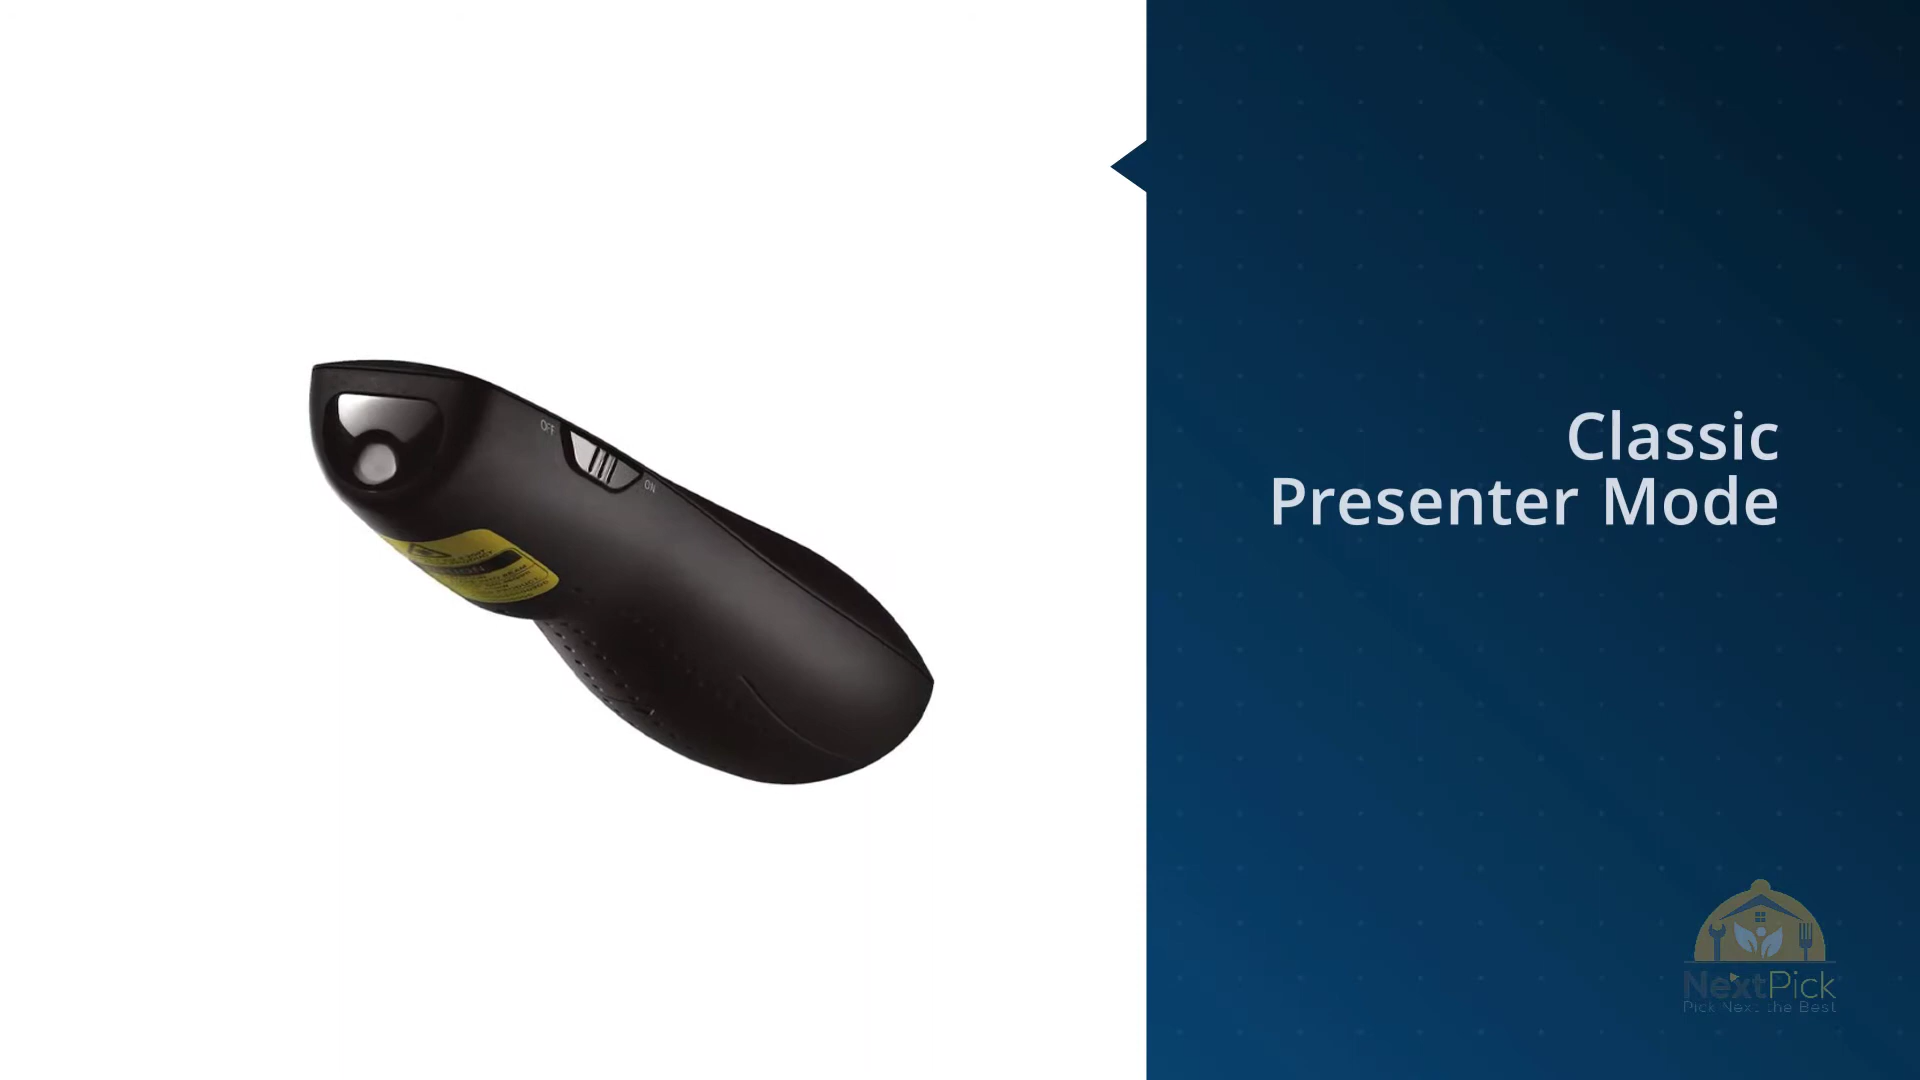 OFF
ON
Classic
Presenter Mode
NextPick
Pick Next the Best